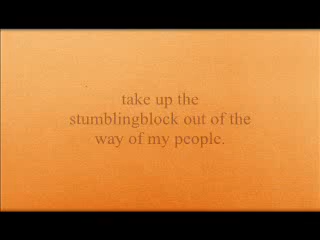 take up the
stumblingblock out of the
way of my people.